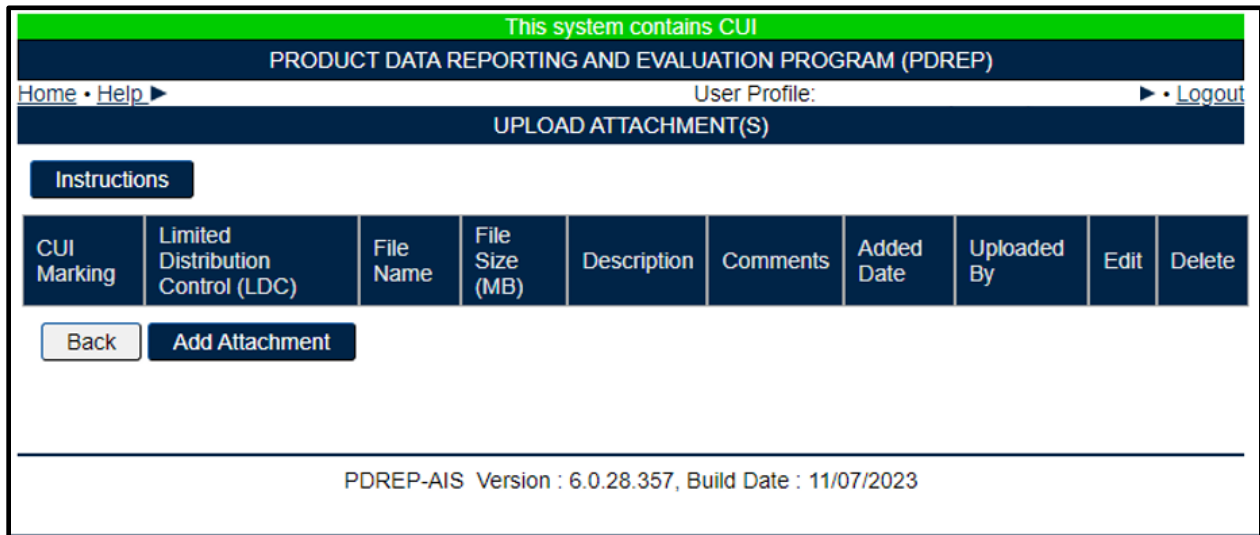 This system contains CUI
PRODUCT DATA REPORTING AND EVALUATION PROGRAM (PDREP)
Home • Help ▶ User Profile: ▶ • Logout
UPLOAD ATTACHMENT(S)
Instructions
CUI Marking
Limited Distribution Control (LDC)
File Name
File Size (MB)
Description
Comments
Added Date
Uploaded By
Edit
Delete
Back
Add Attachment
PDREP-AIS Version : 6.0.28.357, Build Date : 11/07/2023